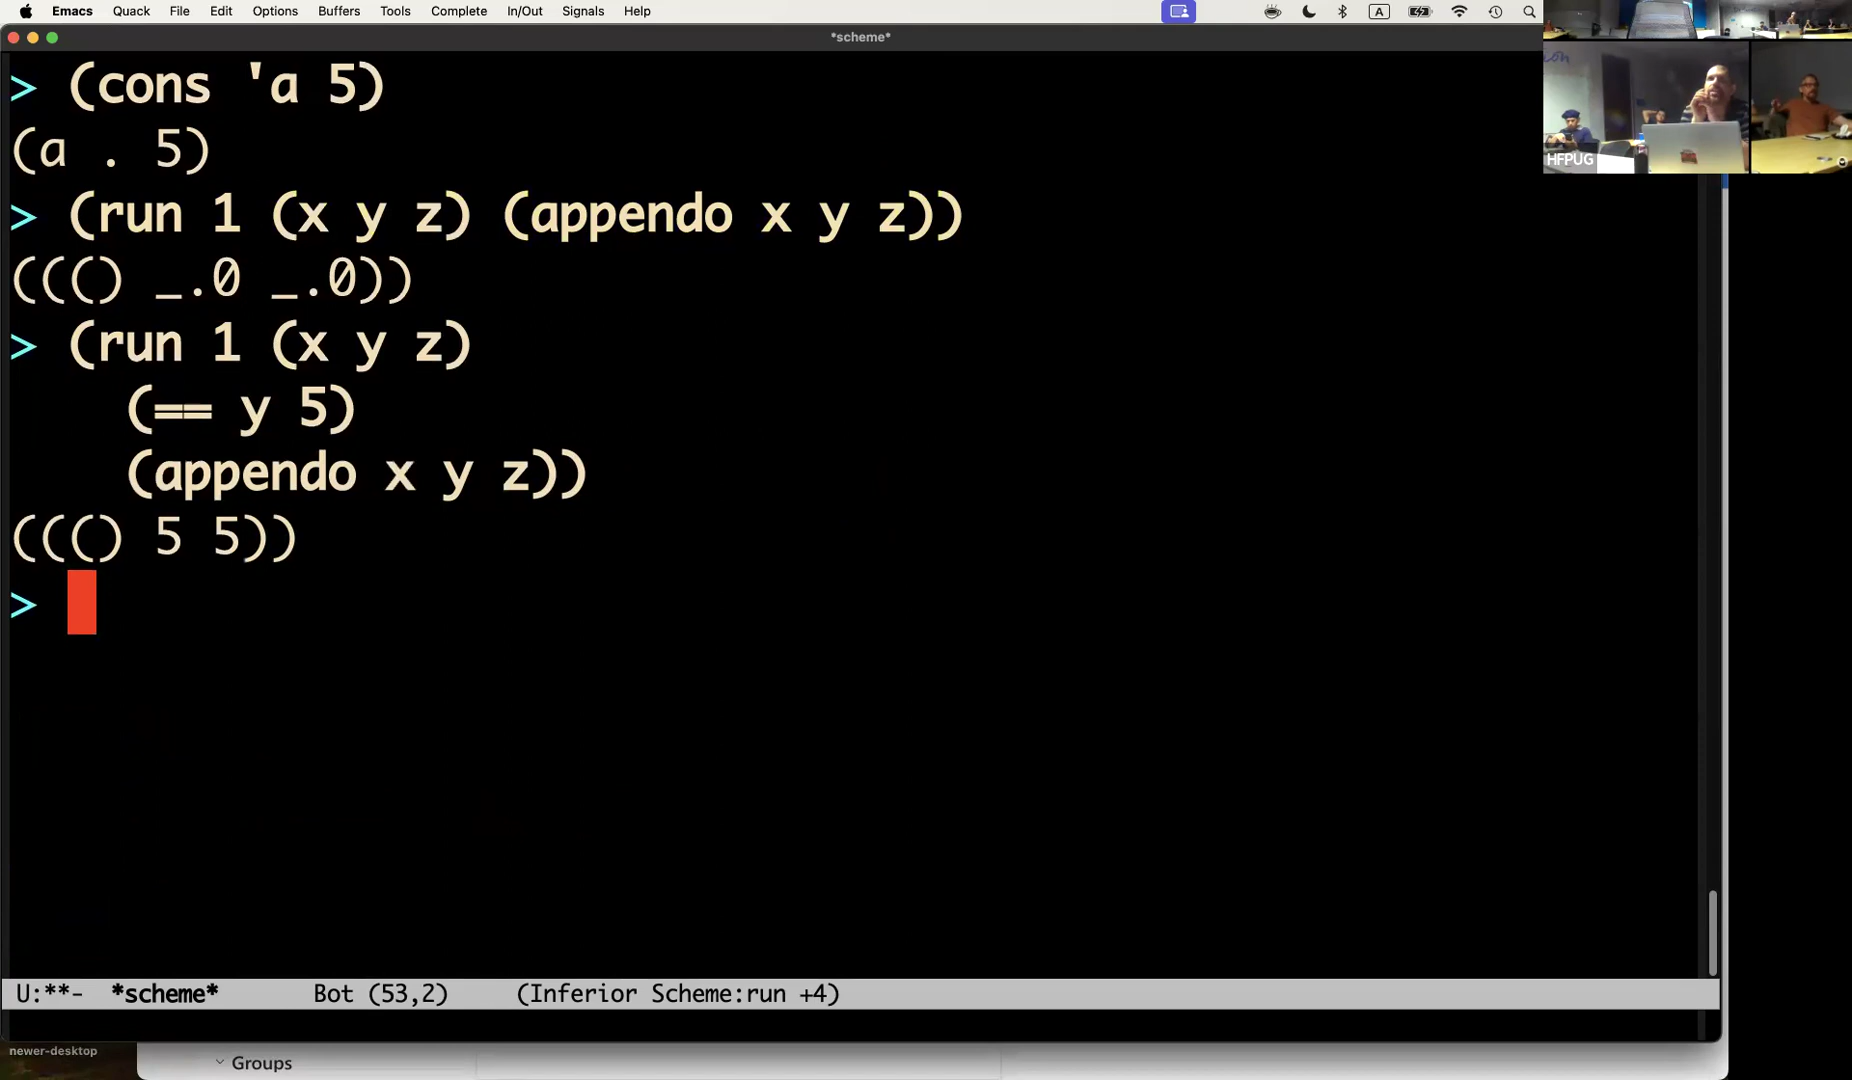 Emacs Quack File Edit Options Buffers Tools Complete In/Out Signals Help
A
*scheme*
> (cons 'a 5)
(a . 5)
> (run 1 (x y z) (appendo x y z))
((() _.0 _.0))
> (run 1 (x y z)
(== y 5)
(appendo x y z))
((() 5 5))
>
U:**- *scheme* Bot (53,2) (Inferior Scheme:run +4)
HFPUG
newer-desktop
Groups